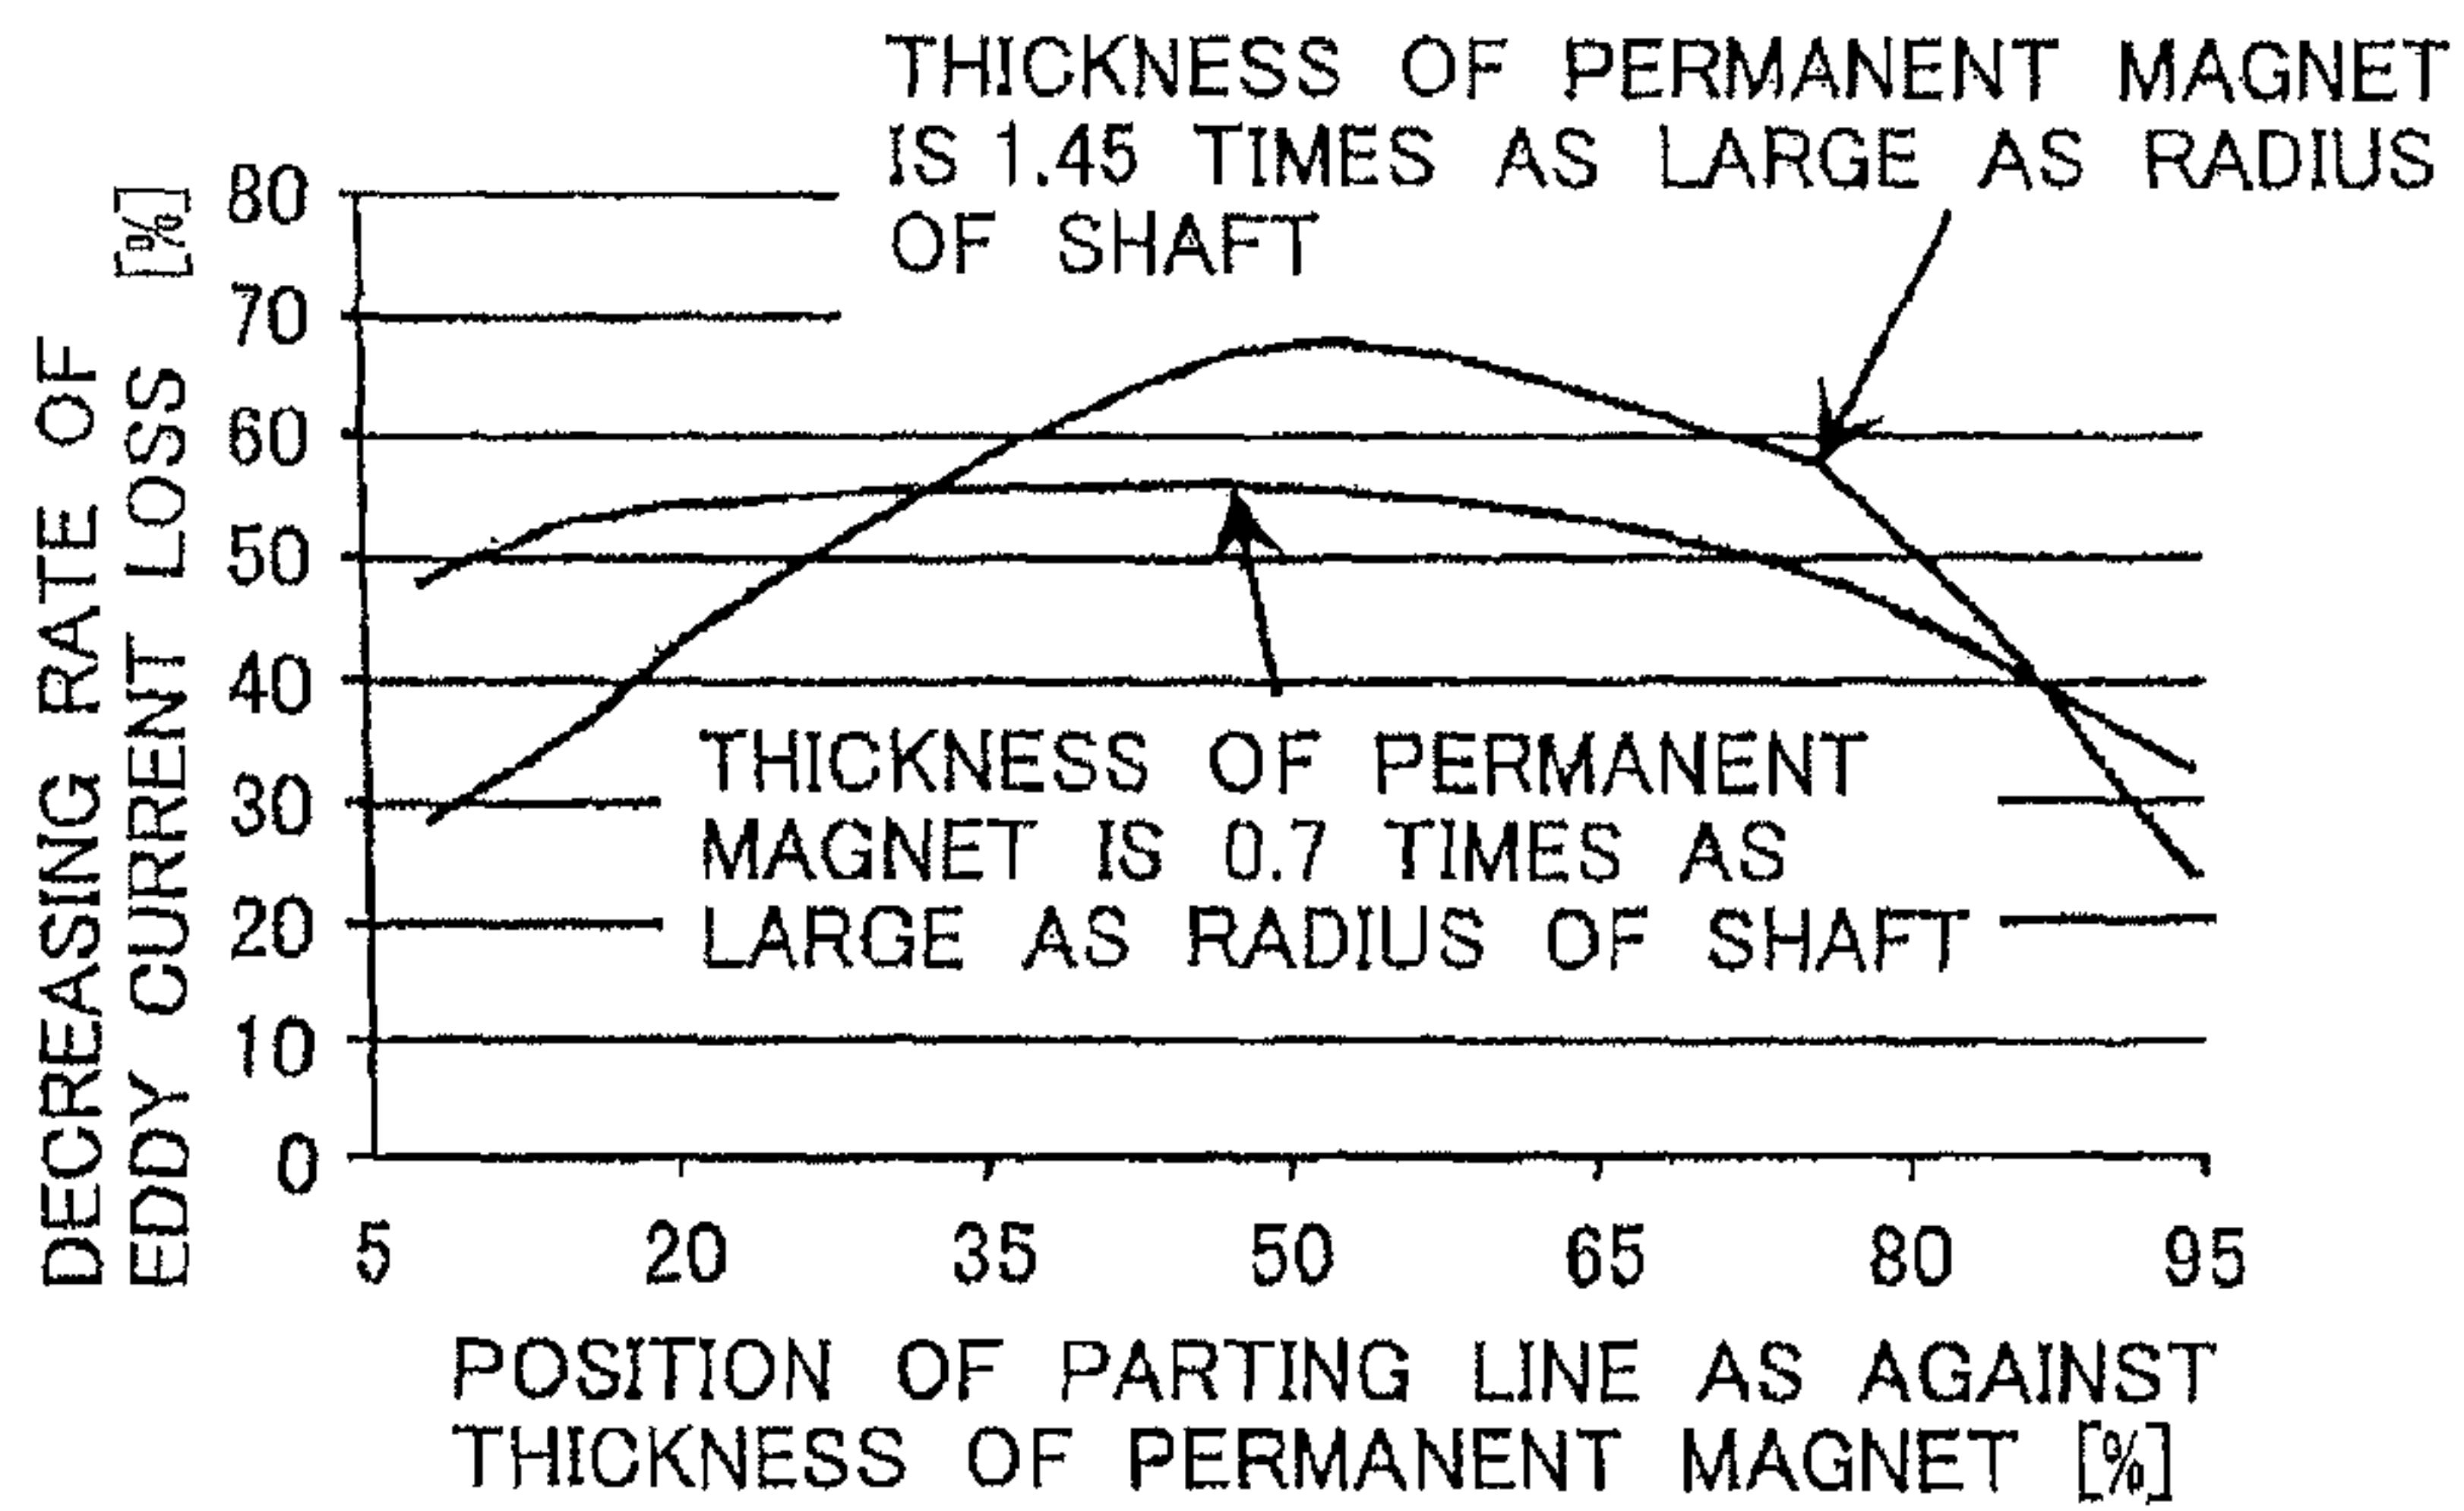 THICKNESS OF PERMANENT MAGNET
IS 1.45 TIMES AS LARGE AS RADIUS
OF SHAFT
DECREASING RATE OF
EDDY CURRENT LOSS [%]
80
70
60
50
40
30
20
10
0
THICKNESS OF PERMANENT
MAGNET IS 0.7 TIMES AS
LARGE AS RADIUS OF SHAFT
5 20 35 50 65 80 95
POSITION OF PARTING LINE AS AGAINST
THICKNESS OF PERMANENT MAGNET [%]